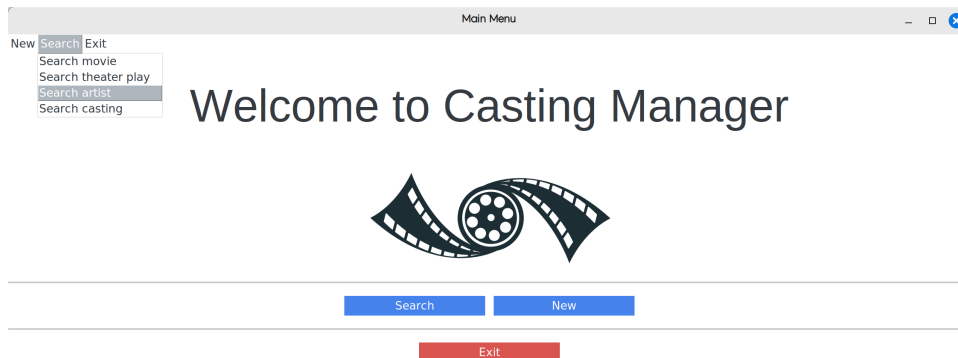 Main Menu
New Search Exit
Search movie
Search theater play
Search artist
Search casting
Welcome to Casting Manager
Search New
Exit